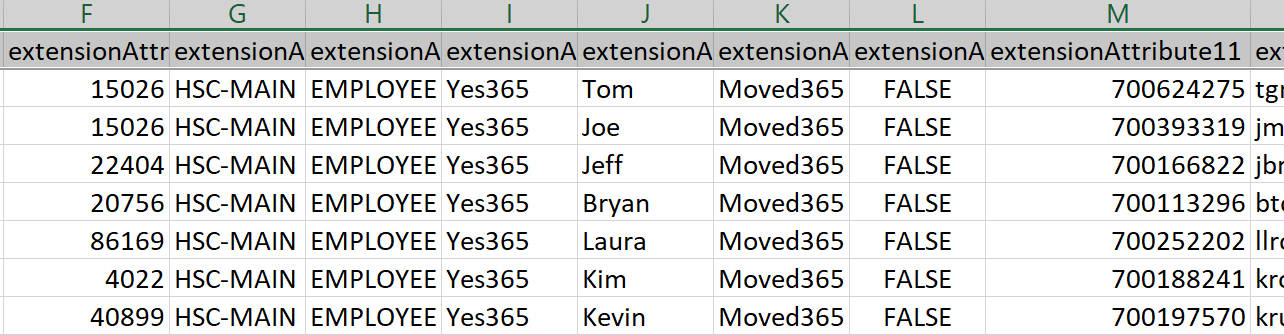 F G H I J K L M
extensionAttr extensionA extensionA extensionA extensionA extensionA extensionA extensionAttribute11 ext
15026 HSC-MAIN EMPLOYEE Yes365 Tom Moved365 FALSE 700624275 tgr
15026 HSC-MAIN EMPLOYEE Yes365 Joe Moved365 FALSE 700393319 jm
22404 HSC-MAIN EMPLOYEE Yes365 Jeff Moved365 FALSE 700166822 jbr
20756 HSC-MAIN EMPLOYEE Yes365 Bryan Moved365 FALSE 700113296
86169 HSC-MAIN EMPLOYEE Yes365 Laura Moved365 FALSE 700252202
4022 HSC-MAIN EMPLOYEE Yes365 Kim Moved365 FALSE 700188241
40899 HSC-MAIN EMPLOYEE Yes365 Kevin Moved365 FALSE 700197570